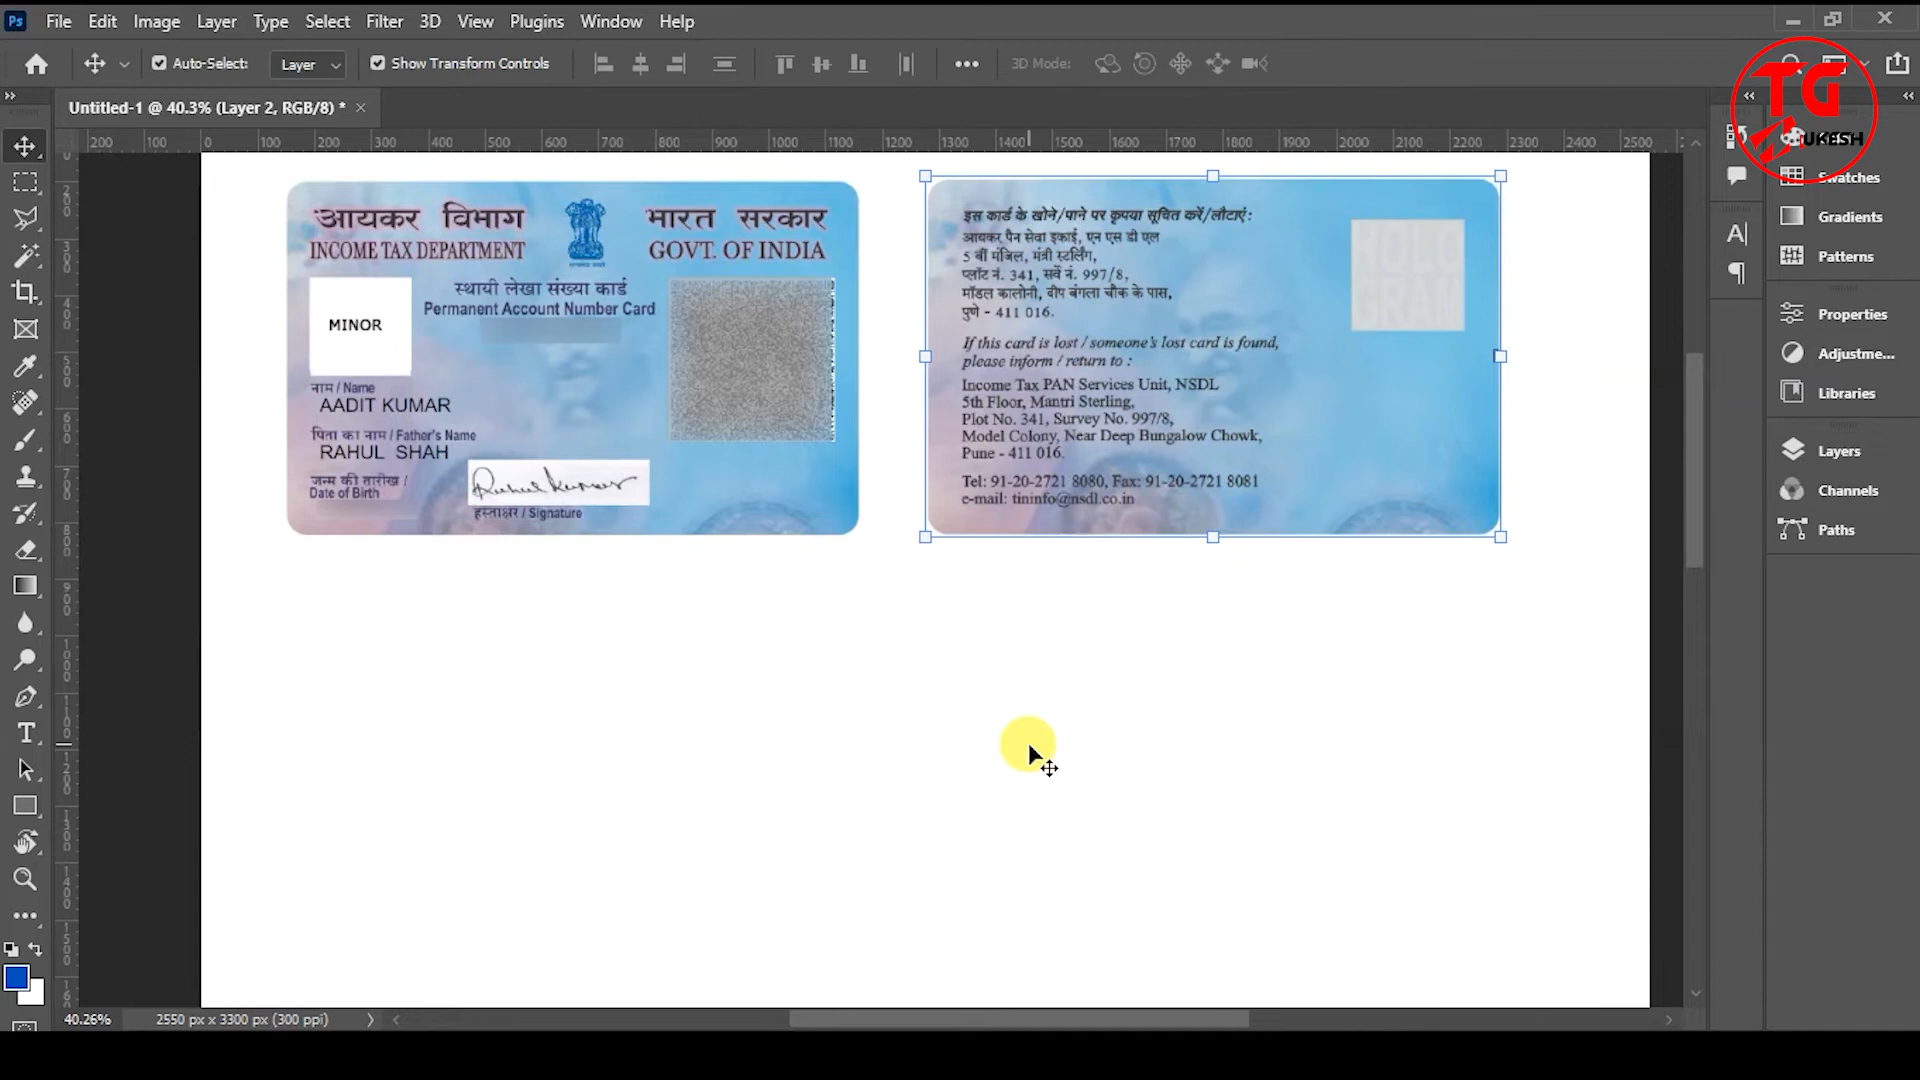 Ps File Edit Image Layer Type Select Filter 3D View Plugins Window Help
Auto-Select: Layer Show Transform Controls 3D Mode:
TG
UKESH
Untitled-1 @ 40.3% (Layer 2, RGB/8) *
200 100 0 100 200 300 400 500 600 700 800 900 1000 1100 1200 1300 1400 1500 1600 1700 1800 1900 2000 2100 2200 2300 2400 2500
आयकर विभाग
INCOME TAX DEPARTMENT
भारत सरकार
GOVT. OF INDIA
स्थायी लेखा संख्या कार्ड
Permanent Account Number Card
MINOR
नाम / Name
AADIT KUMAR
पिता का नाम / Father's Name
RAHUL SHAH
जन्म की तारीख /
Date of Birth
Rahul Kumar
हस्ताक्षर / Signature
इस कार्ड के खोने/पाने पर कृपया सूचित करें/लौटाएं:
आयकर पैन सेवा इकाई, एन एस डी एल
5 वीं मंजिल, मंत्री स्टर्लिंग,
प्लॉट नं. 341, सर्वे नं. 997/8,
मॉडल कालोनी, दीप बंगला चौक के पास,
पुणे - 411 016.
If this card is lost / someone's lost card is found,
please inform / return to :
Income Tax PAN Services Unit, NSDL
5th Floor, Mantri Sterling,
Plot No. 341, Survey No. 997/8,
Model Colony, Near Deep Bungalow Chowk,
Pune - 411 016.
Tel: 91-20-2721 8080, Fax: 91-20-2721 8081
e-mail: tininfo@nsdl.co.in
HOLO
GRAM
Swatches
Gradients
Patterns
Properties
Adjustme...
Libraries
Layers
Channels
Paths
40.26% 2550 px x 3300 px (300 ppi)